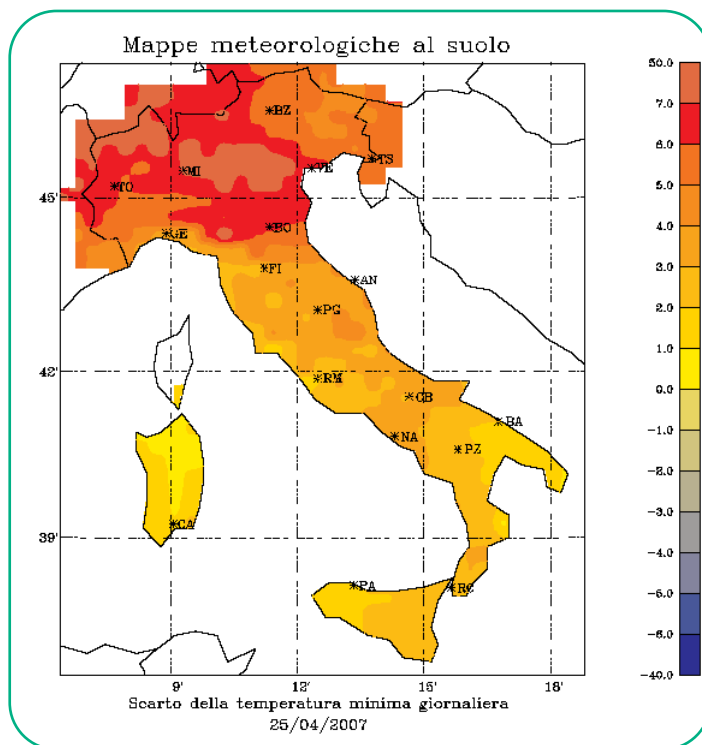 Mappe meteorologiche al suolo
50.0
7.0
6.0
5.0
4.0
3.0
2.0
1.0
0.0
-1.0
-2.0
-3.0
-4.0
-5.0
-6.0
-40.0
45'
42'
39'
9'
12'
15'
18'
*BZ
*TS
*VE
*MI
*TO
*GE
*BO
*FI
*AN
*PG
*RM
*CB
*BA
*NA
*PZ
*CA
*PA
*RC
Scarto della temperatura minima giornaliera
25/04/2007